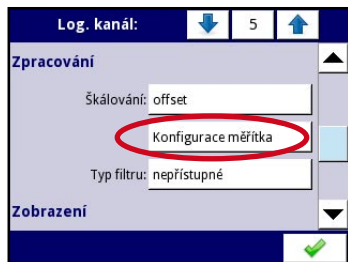 Log. kanál: 5
Zpracování
Škálování: offset
Konfigurace měřítka
Typ filtru: nepřístupné
Zobrazení